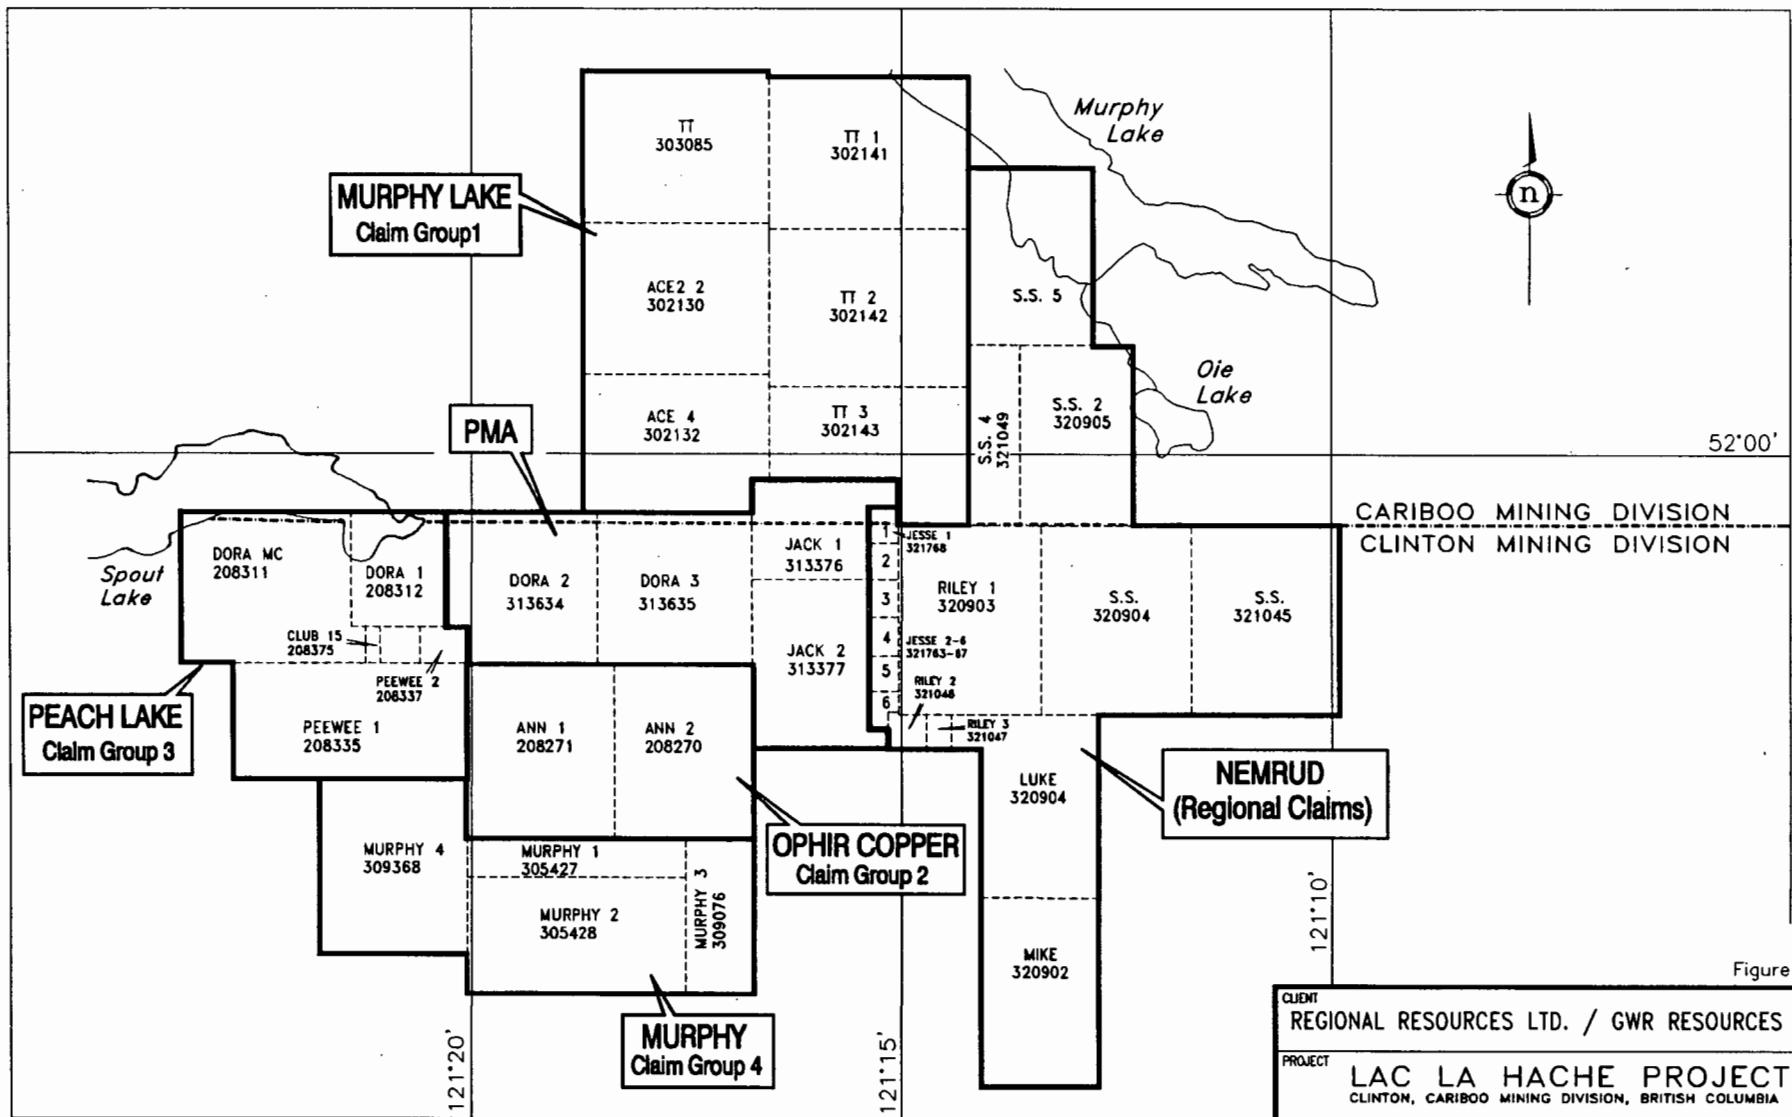 Murphy
Lake
n
TT
303085
TT 1
302141
MURPHY LAKE
Claim Group1
ACE2 2
302130
TT 2
302142
S.S. 5
Oie
Lake
ACE 4
302132
TT 3
302143
S.S. 4
321049
S.S. 2
320905
PMA
52°00'
CARIBOO MINING DIVISION
CLINTON MINING DIVISION
Spout
Lake
DORA MC
208311
DORA 1
208312
DORA 2
313634
DORA 3
313635
JACK 1
313376
1
2
3
4
5
6
JESSE 1
321768
RILEY 1
320903
S.S.
320904
S.S.
321045
CLUB 15
208375
PEEWEE 2
208337
JACK 2
313377
JESSE 2-6
321763-67
RILEY 2
321046
RILEY 3
321047
PEACH LAKE
Claim Group 3
PEEWEE 1
208335
ANN 1
208271
ANN 2
208270
LUKE
320904
NEMRUD
(Regional Claims)
OPHIR COPPER
Claim Group 2
MURPHY 4
309368
MURPHY 1
305427
MURPHY 2
305428
MURPHY 3
309076
MIKE
320902
MURPHY
Claim Group 4
121°20'
121°15'
121°10'
Figure
CLIENT
REGIONAL RESOURCES LTD. / GWR RESOURCES
PROJECT
LAC LA HACHE PROJECT
CLINTON, CARIBOO MINING DIVISION, BRITISH COLUMBIA